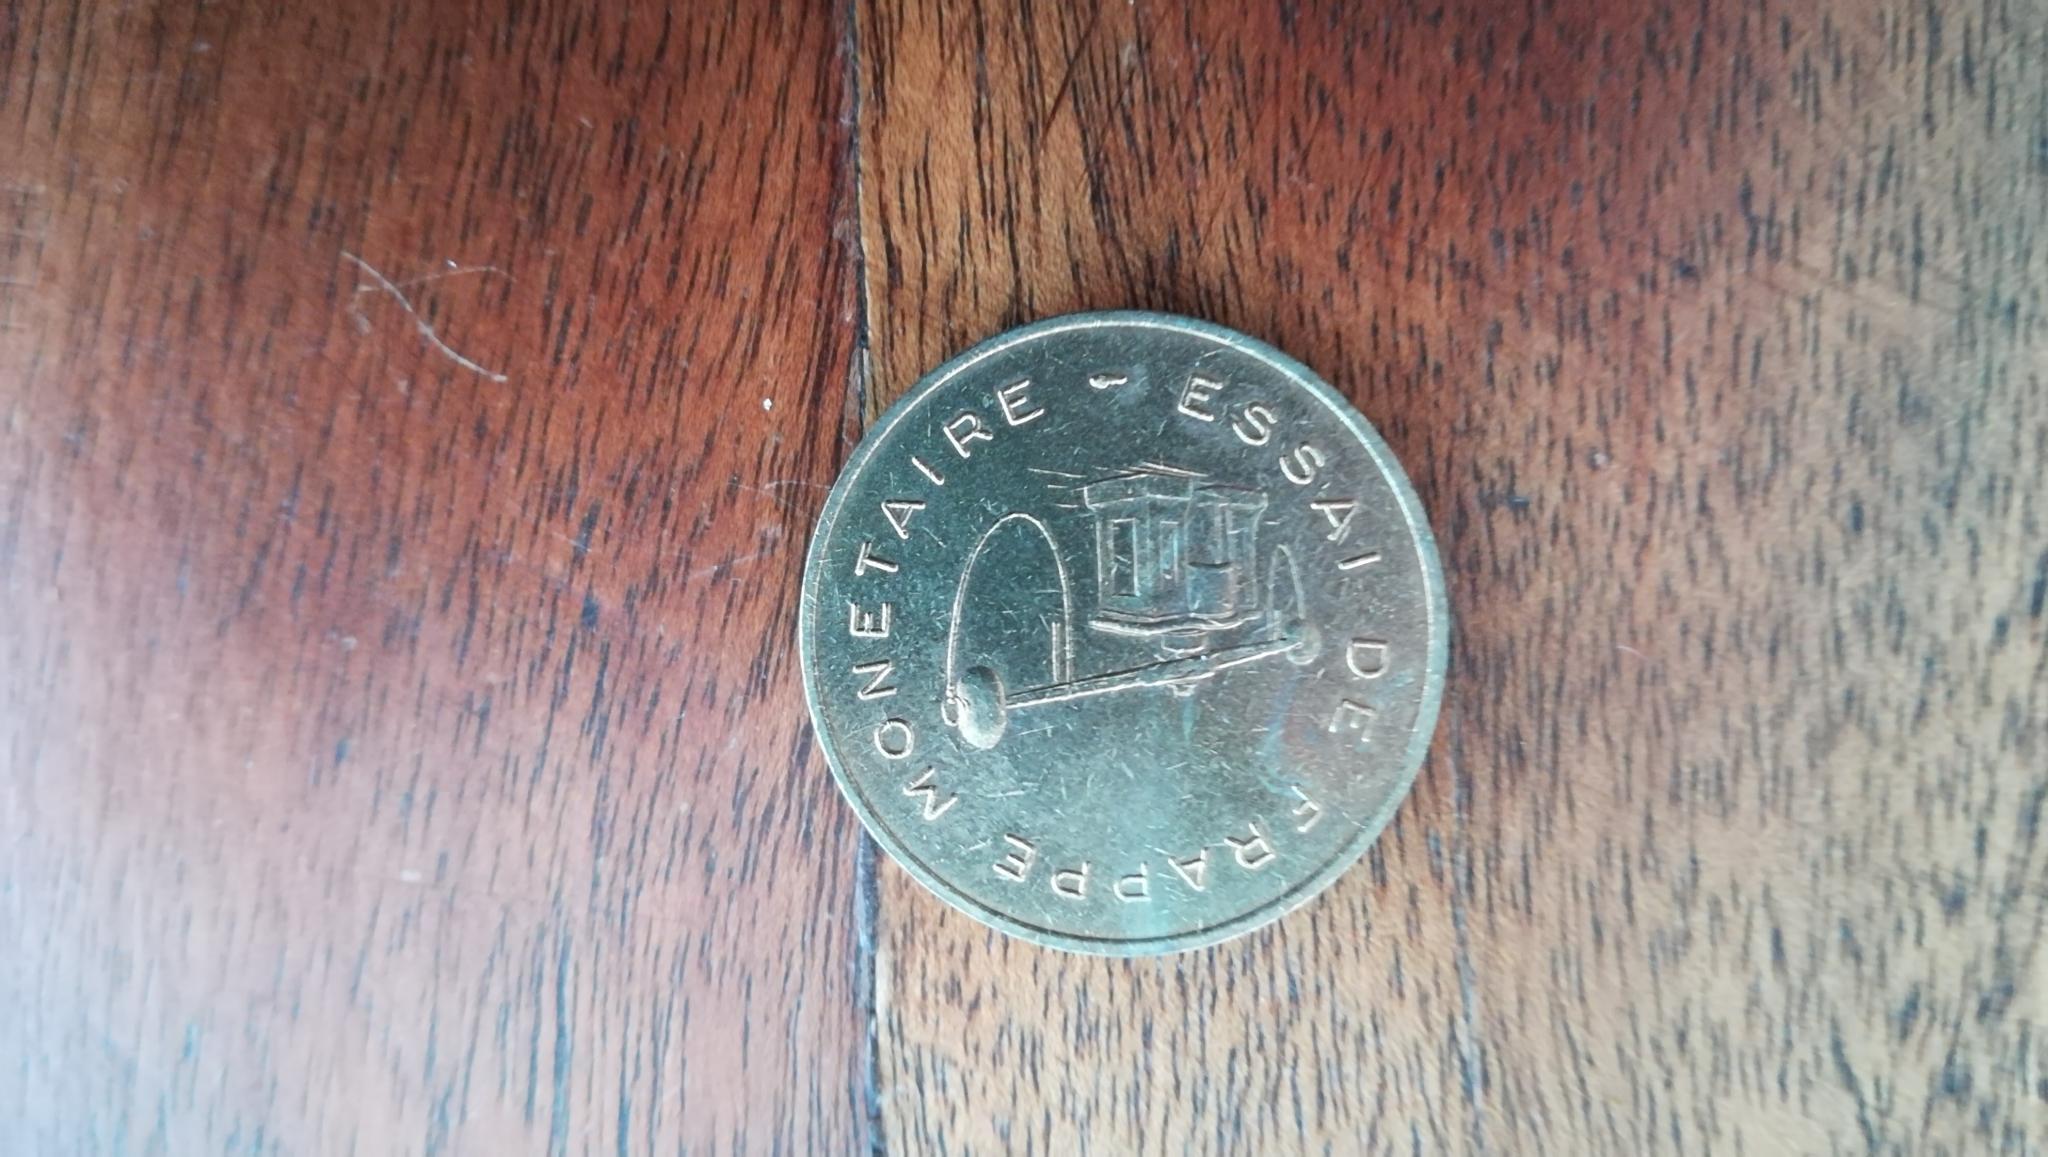 ESSAI DE FRAPPE MONETAIRE -